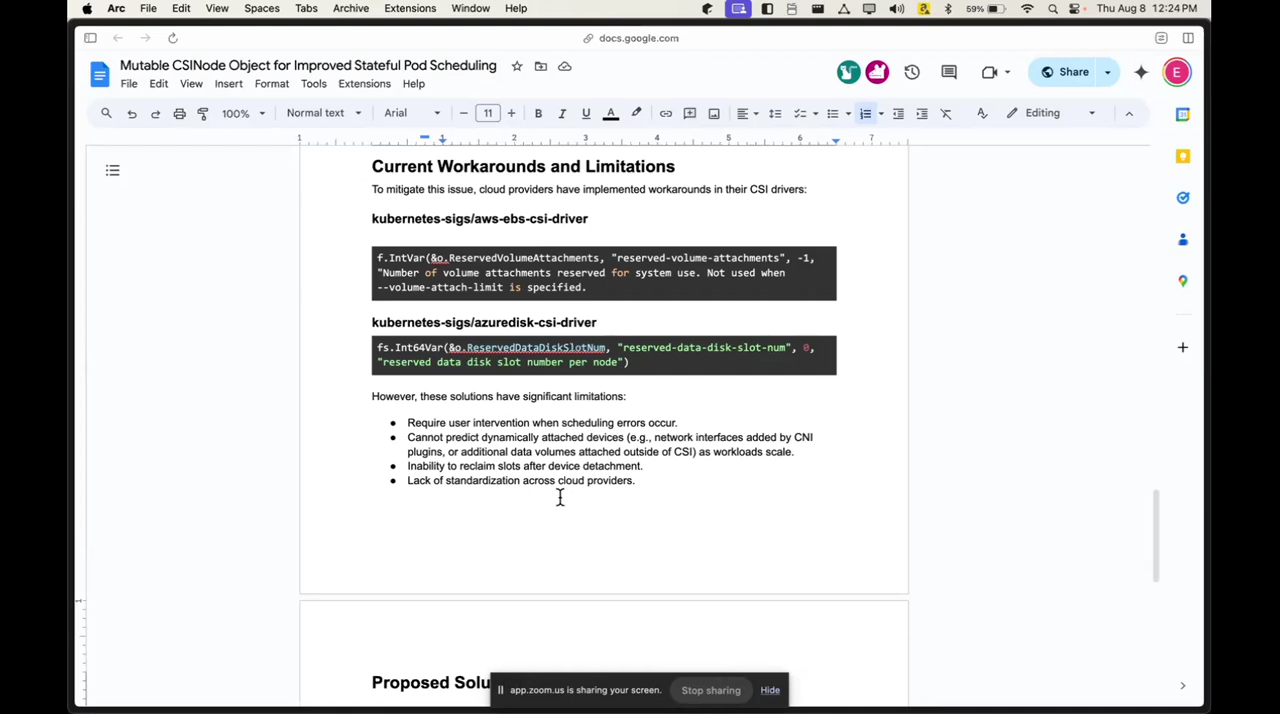 Arc File Edit View Spaces Tabs Archive Extensions Window Help 59% Thu Aug 8 12:24 PM
docs.google.com
Mutable CSINode Object for Improved Stateful Pod Scheduling
File Edit View Insert Format Tools Extensions Help
Share
E
100% Normal text Arial 11 B I U A Editing
1 1 2 3 4 5 6 7
Current Workarounds and Limitations
To mitigate this issue, cloud providers have implemented workarounds in their CSI drivers:
kubernetes-sigs/aws-ebs-csi-driver
f.IntVar(&o.ReservedVolumeAttachments, "reserved-volume-attachments", -1,
"Number of volume attachments reserved for system use. Not used when
--volume-attach-limit is specified.
kubernetes-sigs/azuredisk-csi-driver
fs.Int64Var(&o.ReservedDataDiskSlotNum, "reserved-data-disk-slot-num", 0,
"reserved data disk slot number per node")
However, these solutions have significant limitations:
● Require user intervention when scheduling errors occur.
● Cannot predict dynamically attached devices (e.g., network interfaces added by CNI
plugins, or additional data volumes attached outside of CSI) as workloads scale.
● Inability to reclaim slots after device detachment.
● Lack of standardization across cloud providers.
Proposed Solu
app.zoom.us is sharing your screen. Stop sharing Hide